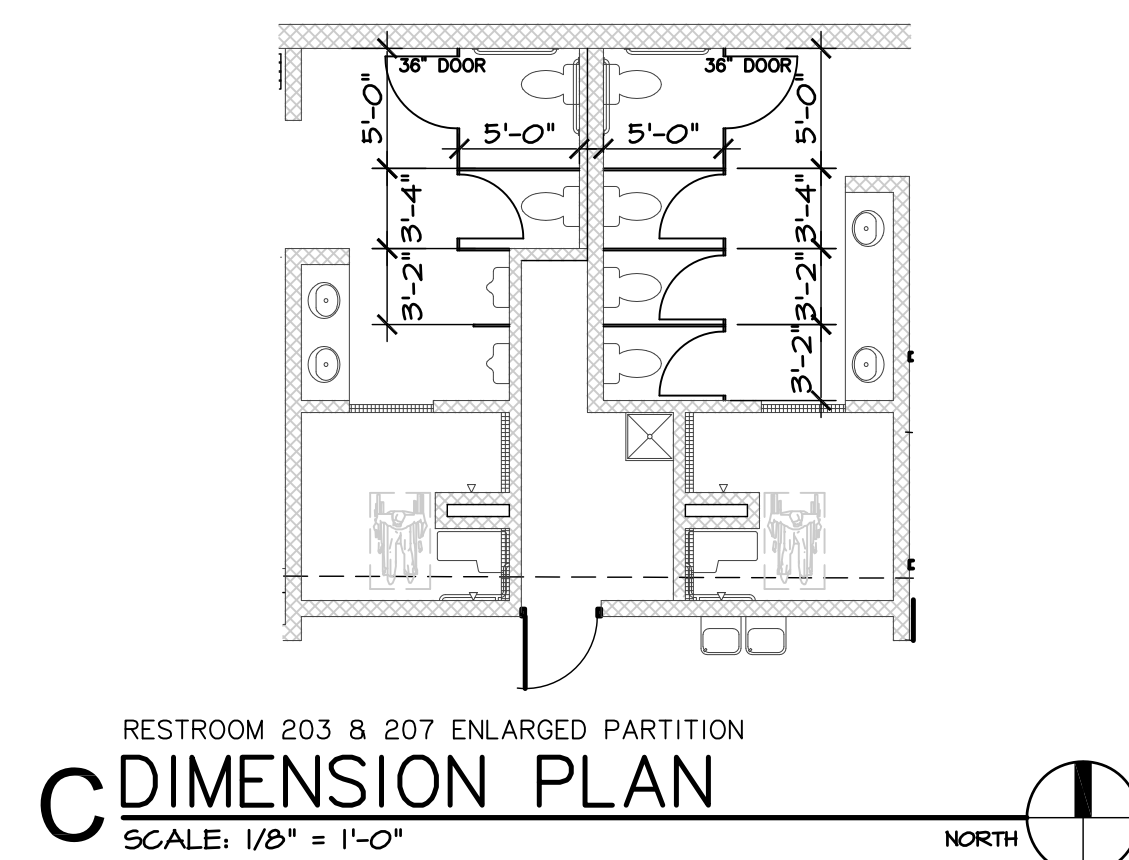 36" DOOR 36" DOOR
5'-0" 5'-0" 5'-0" 5'-0"
3'-4" 3'-4"
3'-2" 3'-2"
3'-2"
RESTROOM 203 & 207 ENLARGED PARTITION
C DIMENSION PLAN
SCALE: 1/8" = 1'-0" NORTH